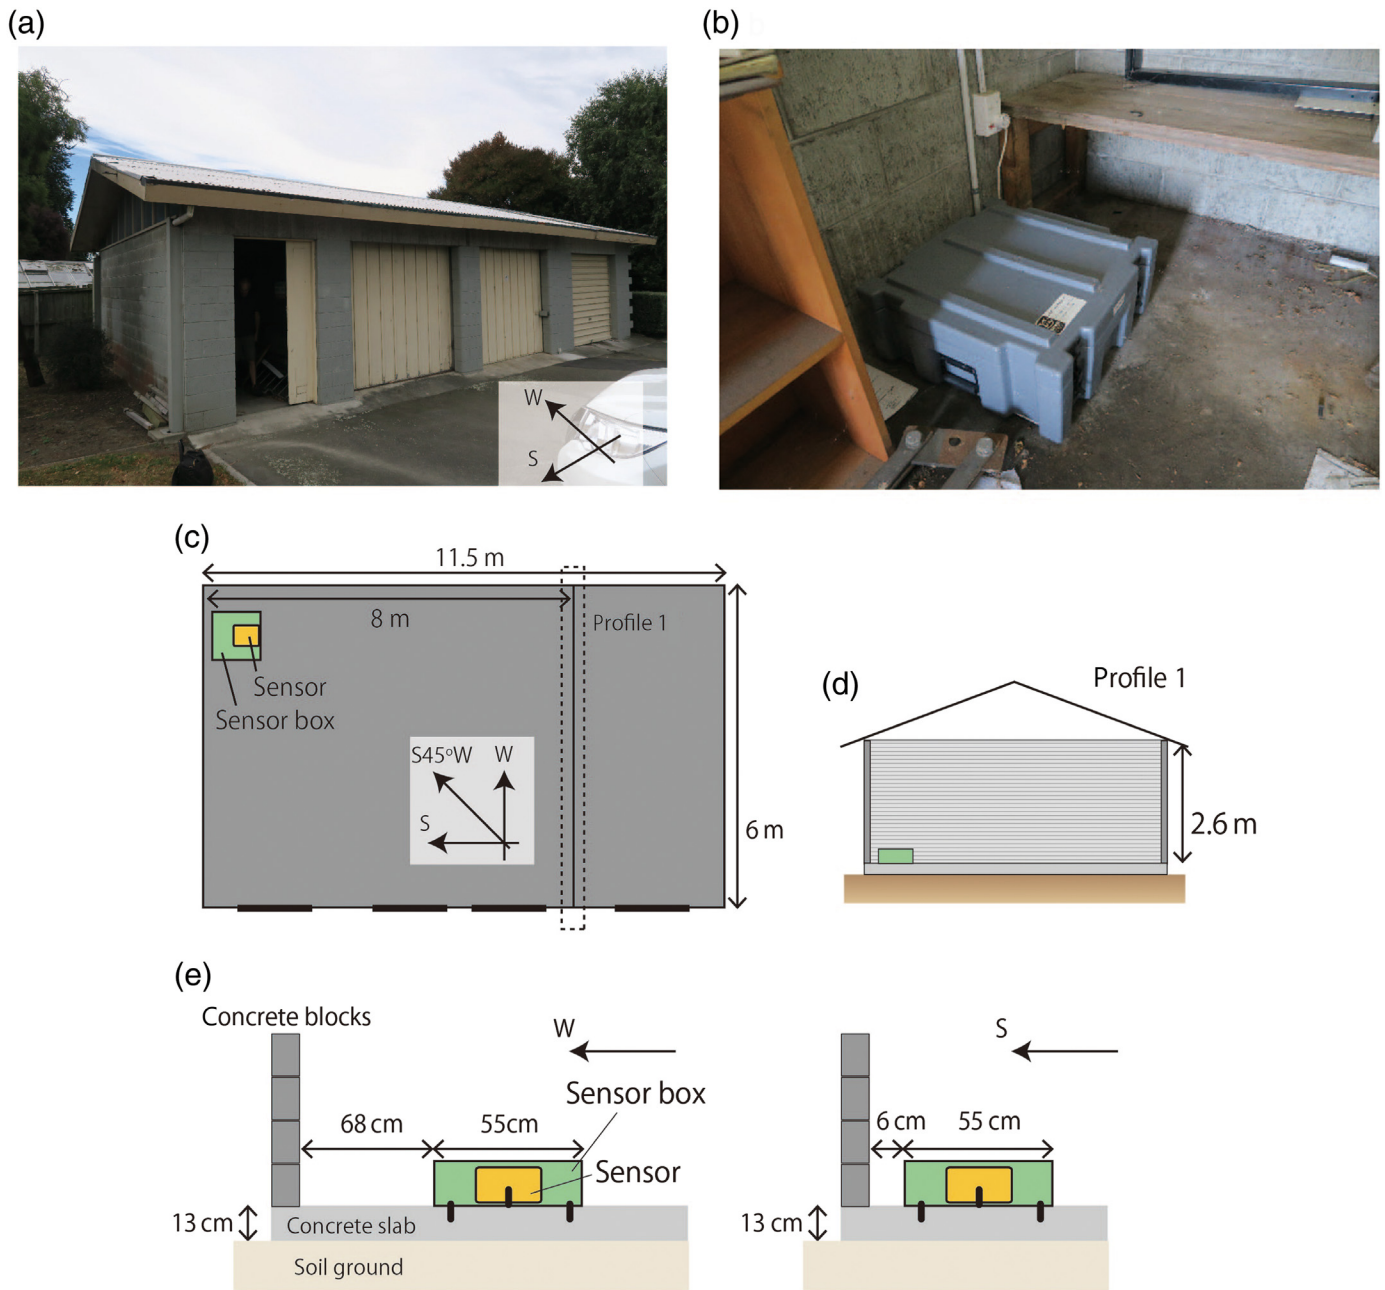 (a)
(b)
W
S
(c)
11.5 m
8 m
Profile 1
Sensor
Sensor box
S45°W
W
S
6 m
(d)
Profile 1
2.6 m
(e)
Concrete blocks
W
S
Sensor box
68 cm
55cm
6 cm
55 cm
Sensor
13 cm
Concrete slab
13 cm
Soil ground